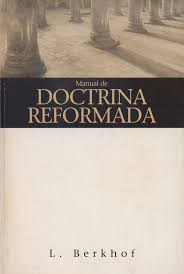 Manual de
DOCTRINA
REFORMADA
L. Berkhof